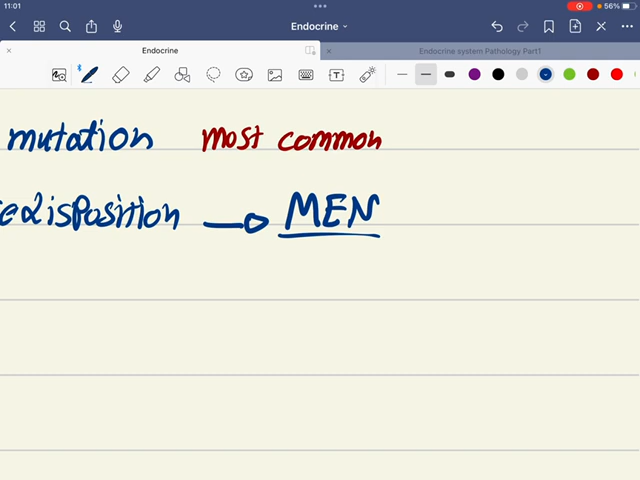 11:01
56%
Endocrine
Endocrine
Endocrine system Pathology Part1
mutation most common
edisposition → MEN